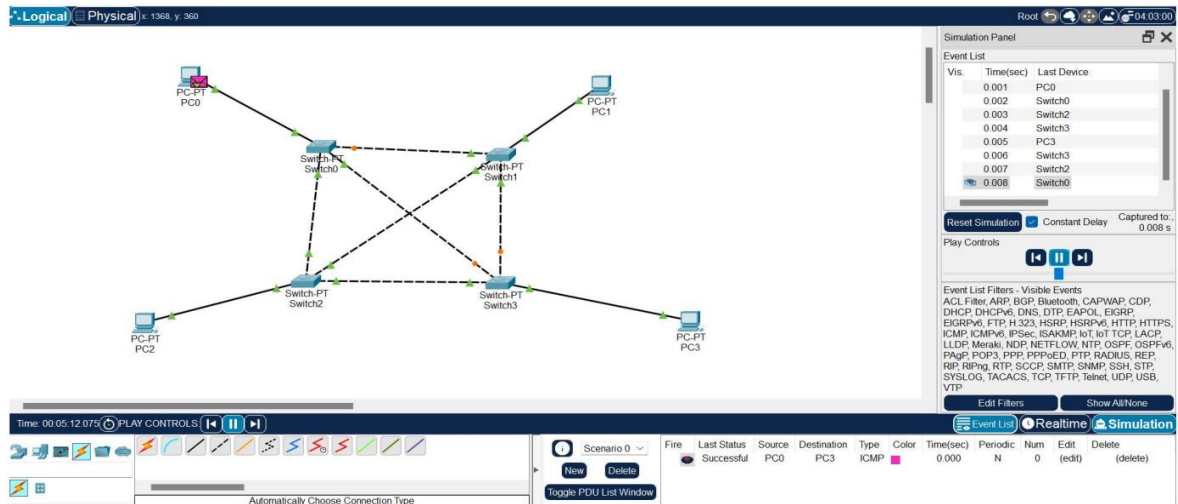 Logical Physical x: 1368, y: 360 Root 04:03:00
PC-PT
PC0
PC-PT
PC1
Switch-PT
Switch0
Switch-PT
Switch1
Switch-PT
Switch2
Switch-PT
Switch3
PC-PT
PC2
PC-PT
PC3
Simulation Panel
Event List
Vis. Time(sec) Last Device
0.001 PC0
0.002 Switch0
0.003 Switch2
0.004 Switch3
0.005 PC3
0.006 Switch3
0.007 Switch2
0.008 Switch0
Reset Simulation Constant Delay Captured to:
0.008 s
Play Controls
Event List Filters - Visible Events
ACL Filter, ARP, BGP, Bluetooth, CAPWAP, CDP,
DHCP, DHCPv6, DNS, DTP, EAPOL, EIGRP,
EIGRPv6, FTP, H.323, HSRP, HSRPv6, HTTP, HTTPS,
ICMP, ICMPv6, IPSec, ISAKMP, IoT, IoT TCP, LACP,
LLDP, Meraki, NDP, NETFLOW, NTP, OSPF, OSPFv6,
PAgP, POP3, PPP, PPPoED, PTP, RADIUS, REP,
RIP, RIPng, RTP, SCCP, SMTP, SNMP, SSH, STP,
SYSLOG, TACACS, TCP, TFTP, Telnet, UDP, USB,
VTP
Edit Filters Show All/None
Time: 00:05:12.075 PLAY CONTROLS: Event List Realtime Simulation
Scenario 0
New Delete
Toggle PDU List Window
Fire Last Status Source Destination Type Color Time(sec) Periodic Num Edit Delete
Successful PC0 PC3 ICMP 0.000 N 0 (edit) (delete)
Automatically Choose Connection Type